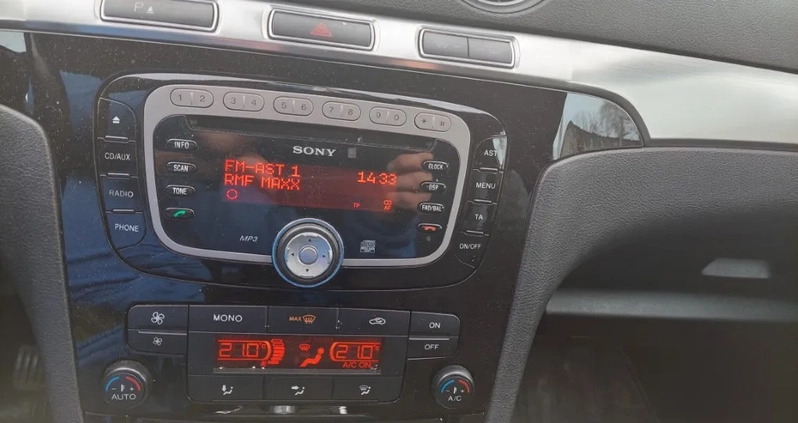 P
1 2 3 4 5 6 7 8 9 0 * #
INFO
SONY
CLOCK
AST
CD/AUX
SCAN
FM-AST 1 14:33
DSP
MENU
RADIO
TONE
RMF MAXX
FAD/BAL
TA
TP
PHONE
MP3
ON/OFF
MONO
MAX
ON
OFF
21.0 21.0°
A/C ON
AUTO
A/C